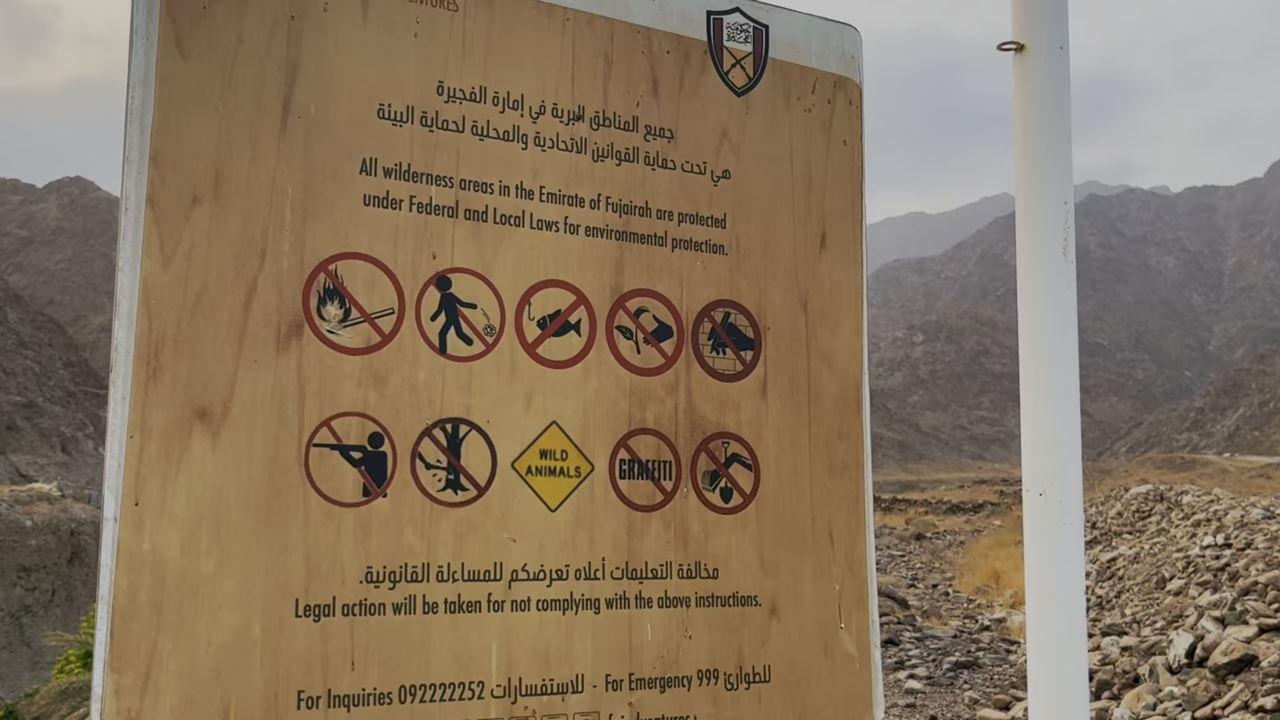 جميع المناطق البرية في إمارة الفجيرة
هي تحت حماية القوانين الاتحادية والمحلية لحماية البيئة
All wilderness areas in the Emirate of Fujairah are protected
under Federal and Local Laws for environmental protection.
WILD
ANIMALS
GRAFFITI
مخالفة التعليمات أعلاه تعرضكم للمساءلة القانونية.
Legal action will be taken for not complying with the above instructions.
For Inquiries 092222252 للاستفسارات - For Emergency 999 للطوارئ